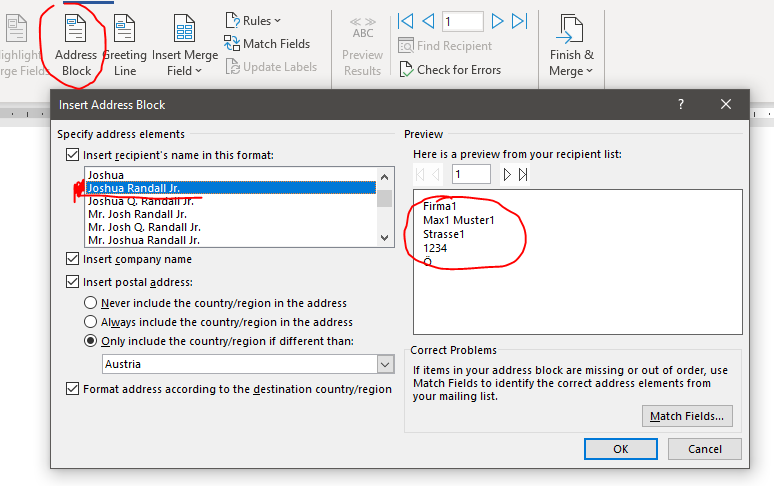 Highlight
Merge Fields
Address
Block
Greeting
Line
Insert Merge
Field
Rules
Match Fields
Update Labels
ABC
Preview
Results
1
Find Recipient
Check for Errors
Finish &
Merge
Insert Address Block
?
Specify address elements
Insert recipient's name in this format:
Joshua
Joshua Randall Jr.
Joshua Q. Randall Jr.
Mr. Josh Randall Jr.
Mr. Josh Q. Randall Jr.
Mr. Joshua Randall Jr.
Insert company name
Insert postal address:
Never include the country/region in the address
Always include the country/region in the address
Only include the country/region if different than:
Austria
Format address according to the destination country/region
Preview
Here is a preview from your recipient list:
1
Firma1
Max1 Muster1
Strasse1
1234
Ö
Correct Problems
If items in your address block are missing or out of order, use
Match Fields to identify the correct address elements from
your mailing list.
Match Fields...
OK
Cancel